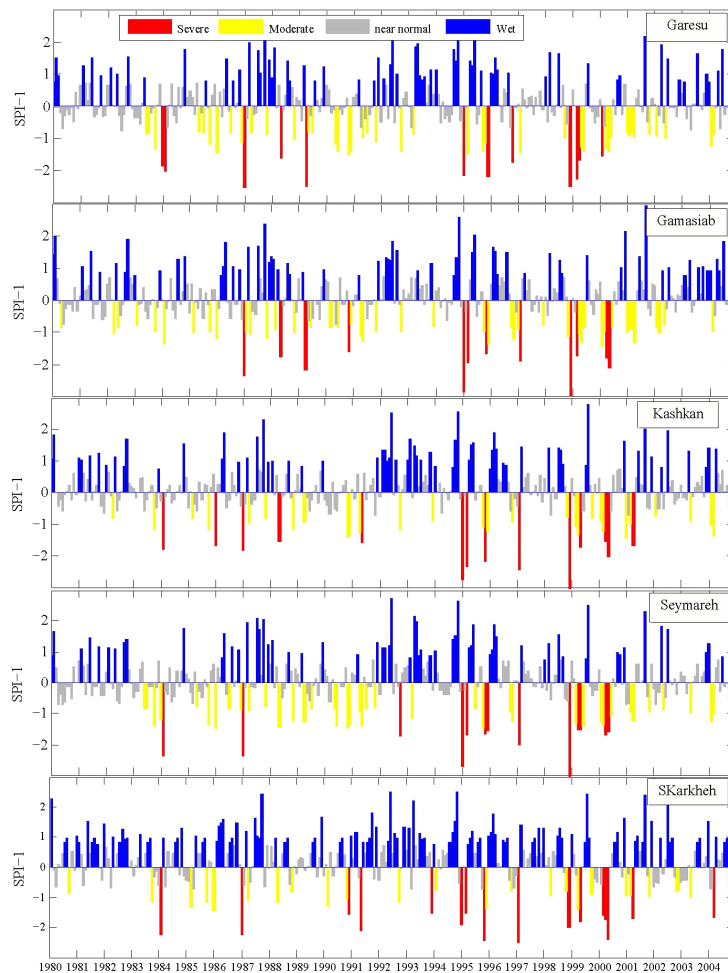 Severe Moderate near normal Wet
Garesu
2
1
0
−1
−2
SPI−1
Gamasiab
2
1
0
−1
−2
SPI−1
Kashkan
2
1
0
−1
−2
SPI−1
Seymareh
2
1
0
−1
−2
SPI−1
SKarkheh
2
1
0
−1
−2
SPI−1
1980 1981 1982 1983 1984 1985 1986 1987 1988 1989 1990 1991 1992 1993 1994 1995 1996 1997 1998 1999 2000 2001 2002 2003 2004